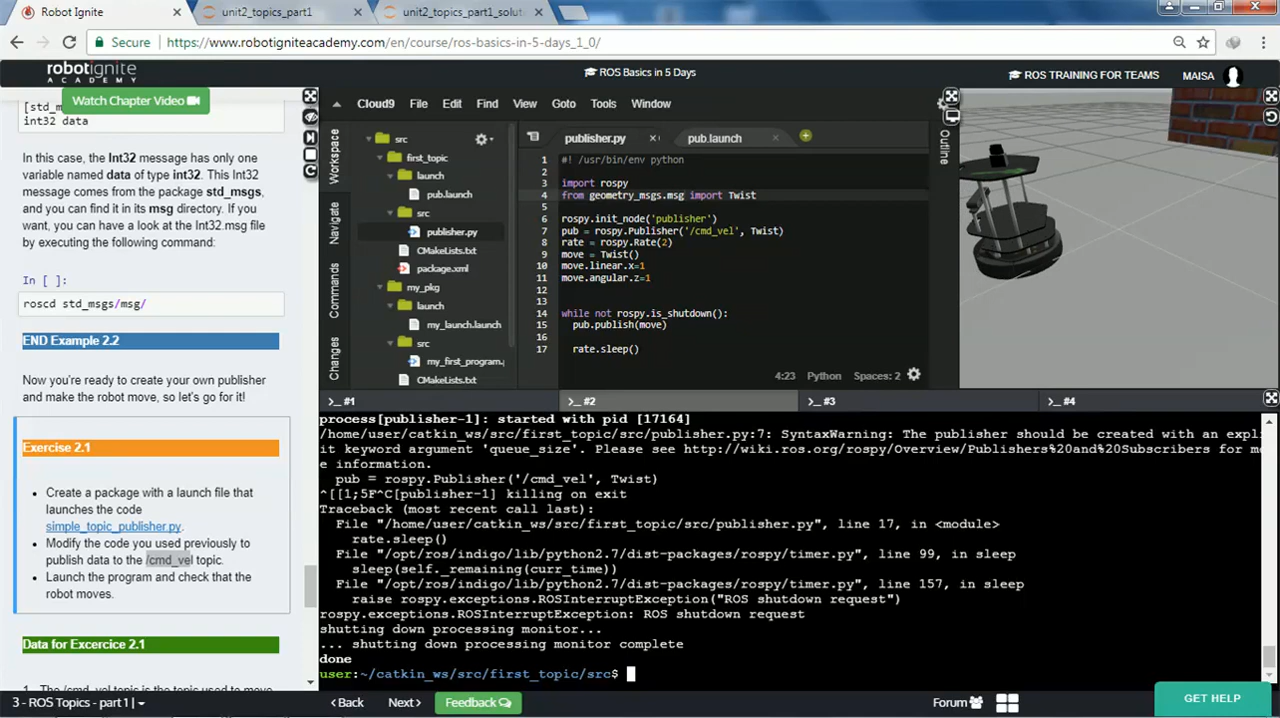 Robot Ignite
unit2_topics_part1
unit2_topics_part1_solut
Secure
https://www.robotigniteacademy.com/en/course/ros-basics-in-5-days_1_0/
robotignite
ACADEMY
ROS Basics in 5 Days
ROS TRAINING FOR TEAMS
MAISA
Watch Chapter Video
[std_m
int32 data
In this case, the Int32 message has only one
variable named data of type int32. This Int32
message comes from the package std_msgs,
and you can find it in its msg directory. If you
want, you can have a look at the Int32.msg file
by executing the following command:
In [ ]:
roscd std_msgs/msg/
END Example 2.2
Now you're ready to create your own publisher
and make the robot move, so let's go for it!
Exercise 2.1
Create a package with a launch file that
launches the code
simple_topic_publisher.py.
Modify the code you used previously to
publish data to the /cmd_vel topic.
Launch the program and check that the
robot moves.
Data for Excercice 2.1
1. The /cmd_vel topic is the topic used to move
Cloud9 File Edit Find View Goto Tools Window
Workspace
Navigate
Commands
Changes
src
first_topic
launch
pub.launch
src
publisher.py
CMakeLists.txt
package.xml
my_pkg
launch
my_launch.launch
src
my_first_program.
CMakeLists.txt
publisher.py
pub.launch
Outline
1 #! /usr/bin/env python
2
3 import rospy
4 from geometry_msgs.msg import Twist
5
6 rospy.init_node('publisher')
7 pub = rospy.Publisher('/cmd_vel', Twist)
8 rate = rospy.Rate(2)
9 move = Twist()
10 move.linear.x=1
11 move.angular.z=1
12
13
14 while not rospy.is_shutdown():
15 pub.publish(move)
16
17 rate.sleep()
4:23 Python Spaces: 2
>_ #1
>_ #2
>_ #3
>_ #4
process[publisher-1]: started with pid [17164]
/home/user/catkin_ws/src/first_topic/src/publisher.py:7: SyntaxWarning: The publisher should be created with an expli
it keyword argument 'queue_size'. Please see http://wiki.ros.org/rospy/Overview/Publishers%20and%20Subscribers for mo
e information.
pub = rospy.Publisher('/cmd_vel', Twist)
^[[1;5F^C[publisher-1] killing on exit
Traceback (most recent call last):
File "/home/user/catkin_ws/src/first_topic/src/publisher.py", line 17, in <module>
rate.sleep()
File "/opt/ros/indigo/lib/python2.7/dist-packages/rospy/timer.py", line 99, in sleep
sleep(self._remaining(curr_time))
File "/opt/ros/indigo/lib/python2.7/dist-packages/rospy/timer.py", line 157, in sleep
raise rospy.exceptions.ROSInterruptException("ROS shutdown request")
rospy.exceptions.ROSInterruptException: ROS shutdown request
shutting down processing monitor...
... shutting down processing monitor complete
done
user:~/catkin_ws/src/first_topic/src$
3 - ROS Topics - part 1 |
Back
Next
Feedback
Forum
GET HELP